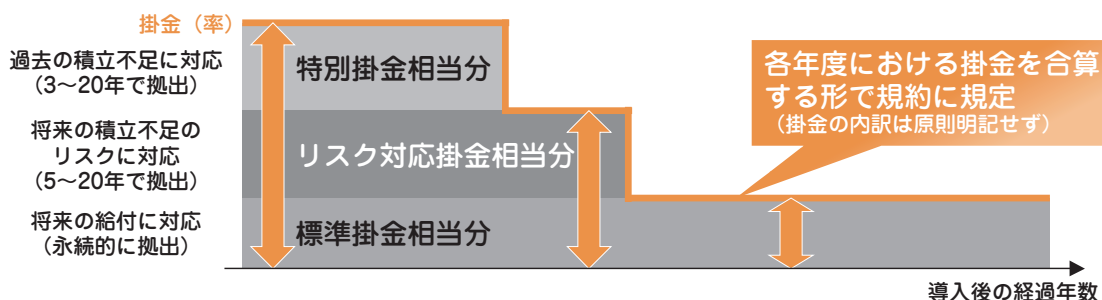 掛金（率）
過去の積立不足に対応
（3～20年で拠出）
将来の積立不足の
リスクに対応
（5～20年で拠出）
将来の給付に対応
（永続的に拠出）
特別掛金相当分
リスク対応掛金相当分
標準掛金相当分
各年度における掛金を合算
する形で規約に規定
（掛金の内訳は原則明記せず）
導入後の経過年数